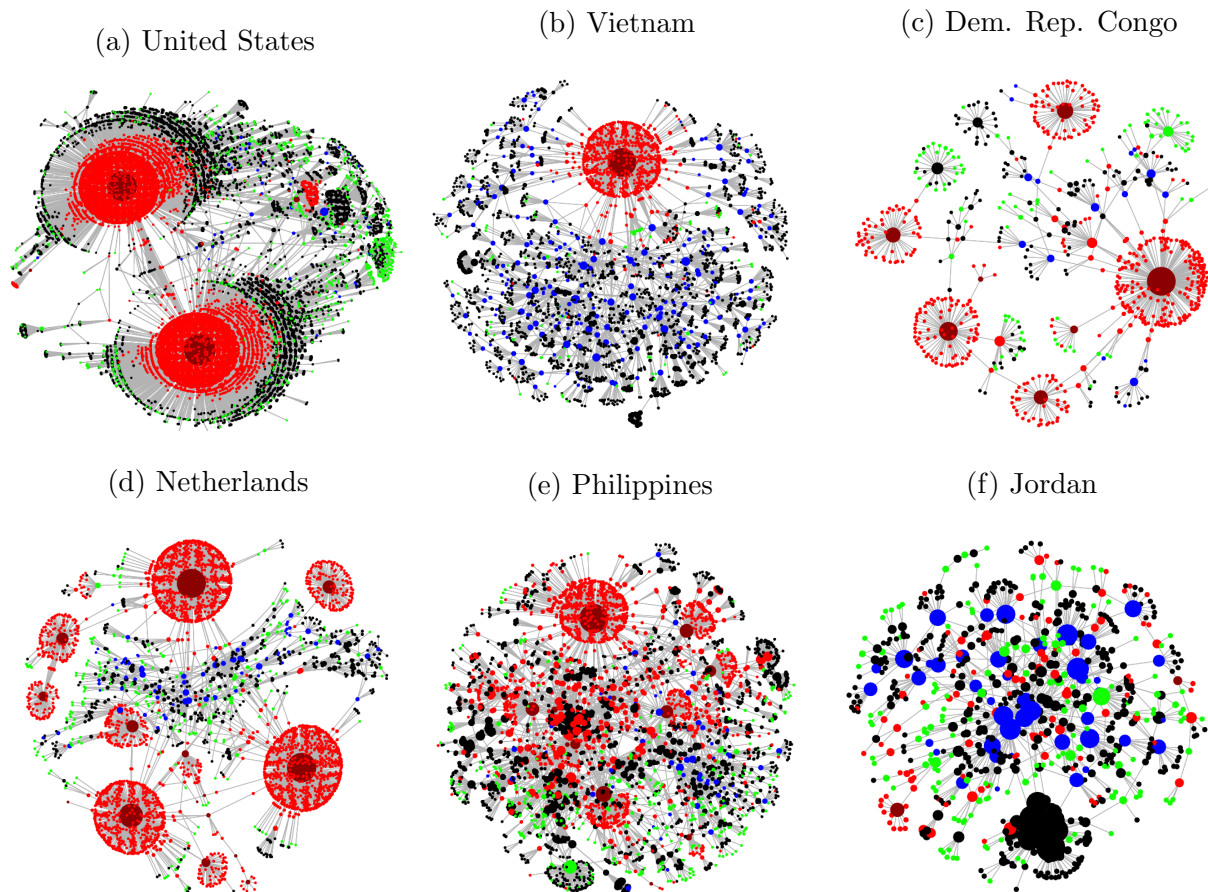 (a) United States
(b) Vietnam
(c) Dem. Rep. Congo
(d) Netherlands
(e) Philippines
(f) Jordan